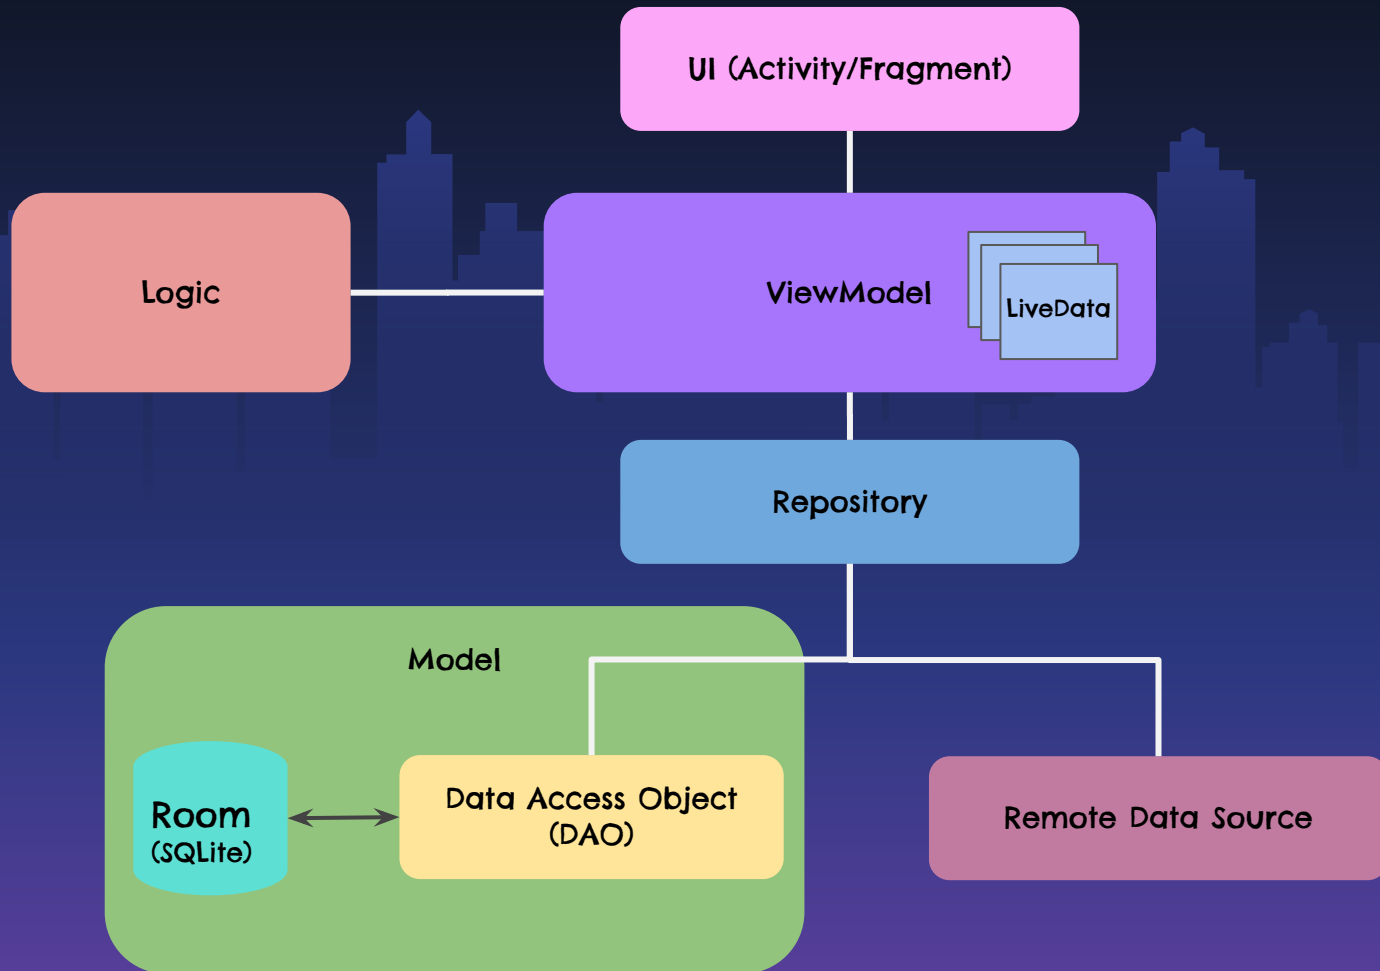 UI (Activity/Fragment)
Logic
ViewModel
LiveData
Repository
Model
Room
(SQLite)
Data Access Object
(DAO)
Remote Data Source